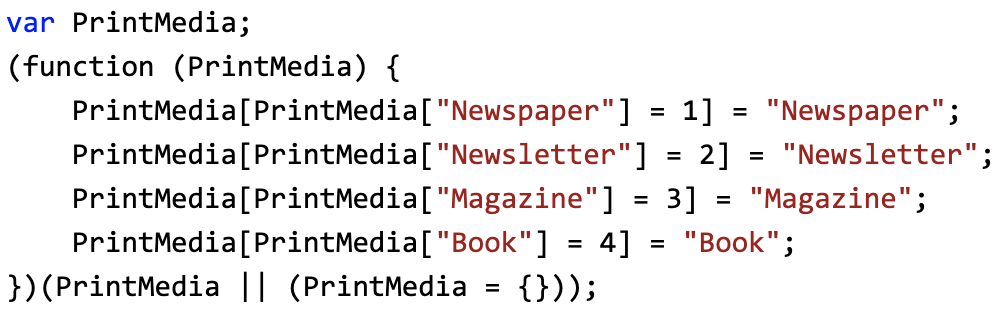 var PrintMedia;
(function (PrintMedia) {
    PrintMedia[PrintMedia["Newspaper"] = 1] = "Newspaper";
    PrintMedia[PrintMedia["Newsletter"] = 2] = "Newsletter";
    PrintMedia[PrintMedia["Magazine"] = 3] = "Magazine";
    PrintMedia[PrintMedia["Book"] = 4] = "Book";
})(PrintMedia || (PrintMedia = {}));